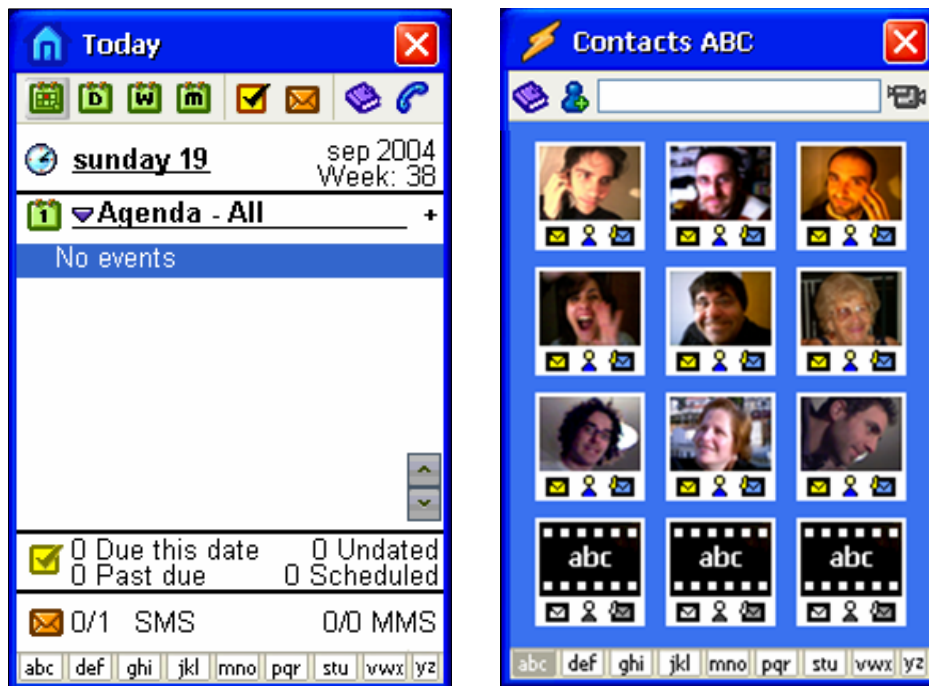 Today
D W m
sunday 19
sep 2004
Week: 38
1 Agenda - All +
No events
0 Due this date 0 Undated
0 Past due 0 Scheduled
0/1 SMS 0/0 MMS
abc def ghi jkl mno pqr stu vwx yz
Contacts ABC
abc abc abc
abc def ghi jkl mno pqr stu vwx yz